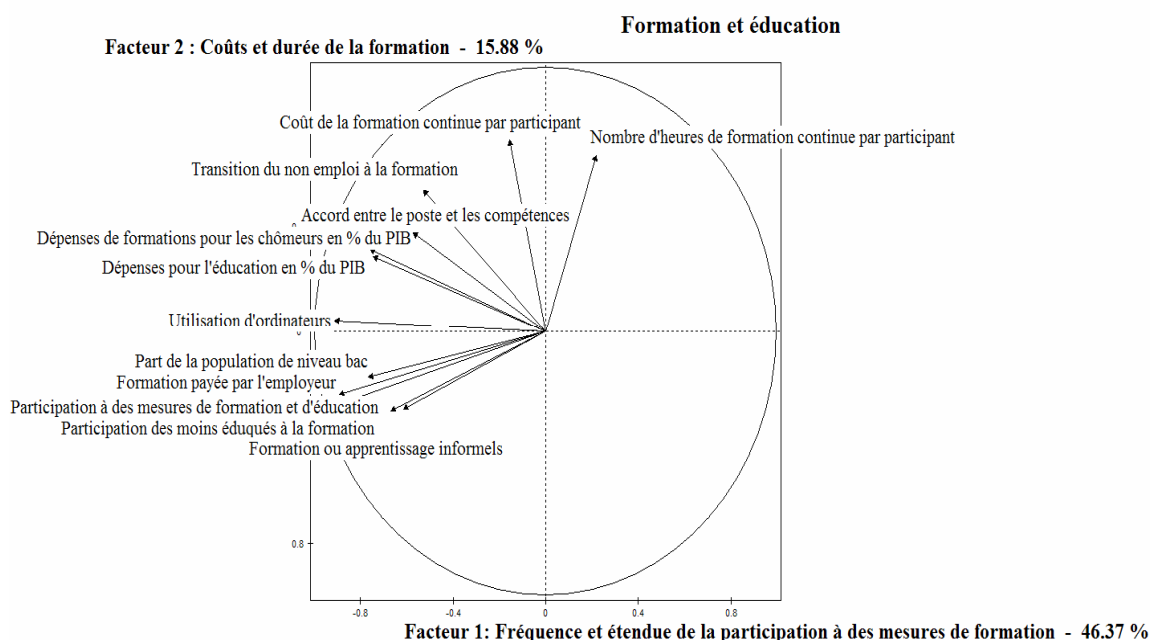 Formation et éducation
Facteur 2 : Coûts et durée de la formation - 15.88 %
Coût de la formation continue par participant
Nombre d'heures de formation continue par participant
Transition du non emploi à la formation
Accord entre le poste et les compétences
Dépenses de formations pour les chômeurs en % du PIB
Dépenses pour l'éducation en % du PIB
Utilisation d'ordinateurs
Part de la population de niveau bac
Formation payée par l'employeur
Participation à des mesures de formation et d'éducation
Participation des moins éduqués à la formation
Formation ou apprentissage informels
0.8
-0.8 -0.4 0 0.4 0.8
Facteur 1: Fréquence et étendue de la participation à des mesures de formation - 46.37 %